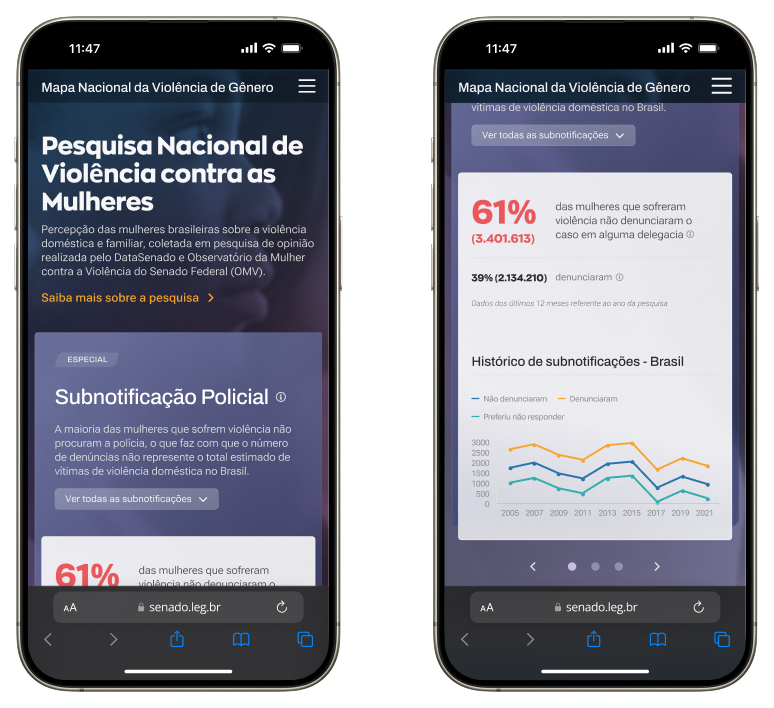 11:47
Mapa Nacional da Violência de Gênero
Pesquisa Nacional de
Violência contra as
Mulheres
Percepção das mulheres brasileiras sobre a violência
doméstica e familiar, coletada em pesquisa de opinião
realizada pelo DataSenado e Observatório da Mulher
contra a Violência do Senado Federal (OMV).
Saiba mais sobre a pesquisa
ESPECIAL
Subnotificação Policial
A maioria das mulheres que sofrem violência não
procuram a polícia, o que faz com que o número
de denúncias não represente o total estimado de
vítimas de violência doméstica no Brasil.
Ver todas as subnotificações
61%
das mulheres que sofreram
violência não denunciaram o
AA
senado.leg.br
11:47
Mapa Nacional da Violência de Gênero
vítimas de violência doméstica no Brasil.
Ver todas as subnotificações
61%
(3.401.613)
das mulheres que sofreram
violência não denunciaram o
caso em alguma delegacia
39% (2.134.210) denunciaram
Dados dos últimos 12 meses referente ao ano da pesquisa
Histórico de subnotificações - Brasil
Não denunciaram Denunciaram
Preferiu não responder
3000
2500
2000
1500
1000
500
0
2005 2007 2009 2011 2013 2015 2017 2019 2021
AA
senado.leg.br